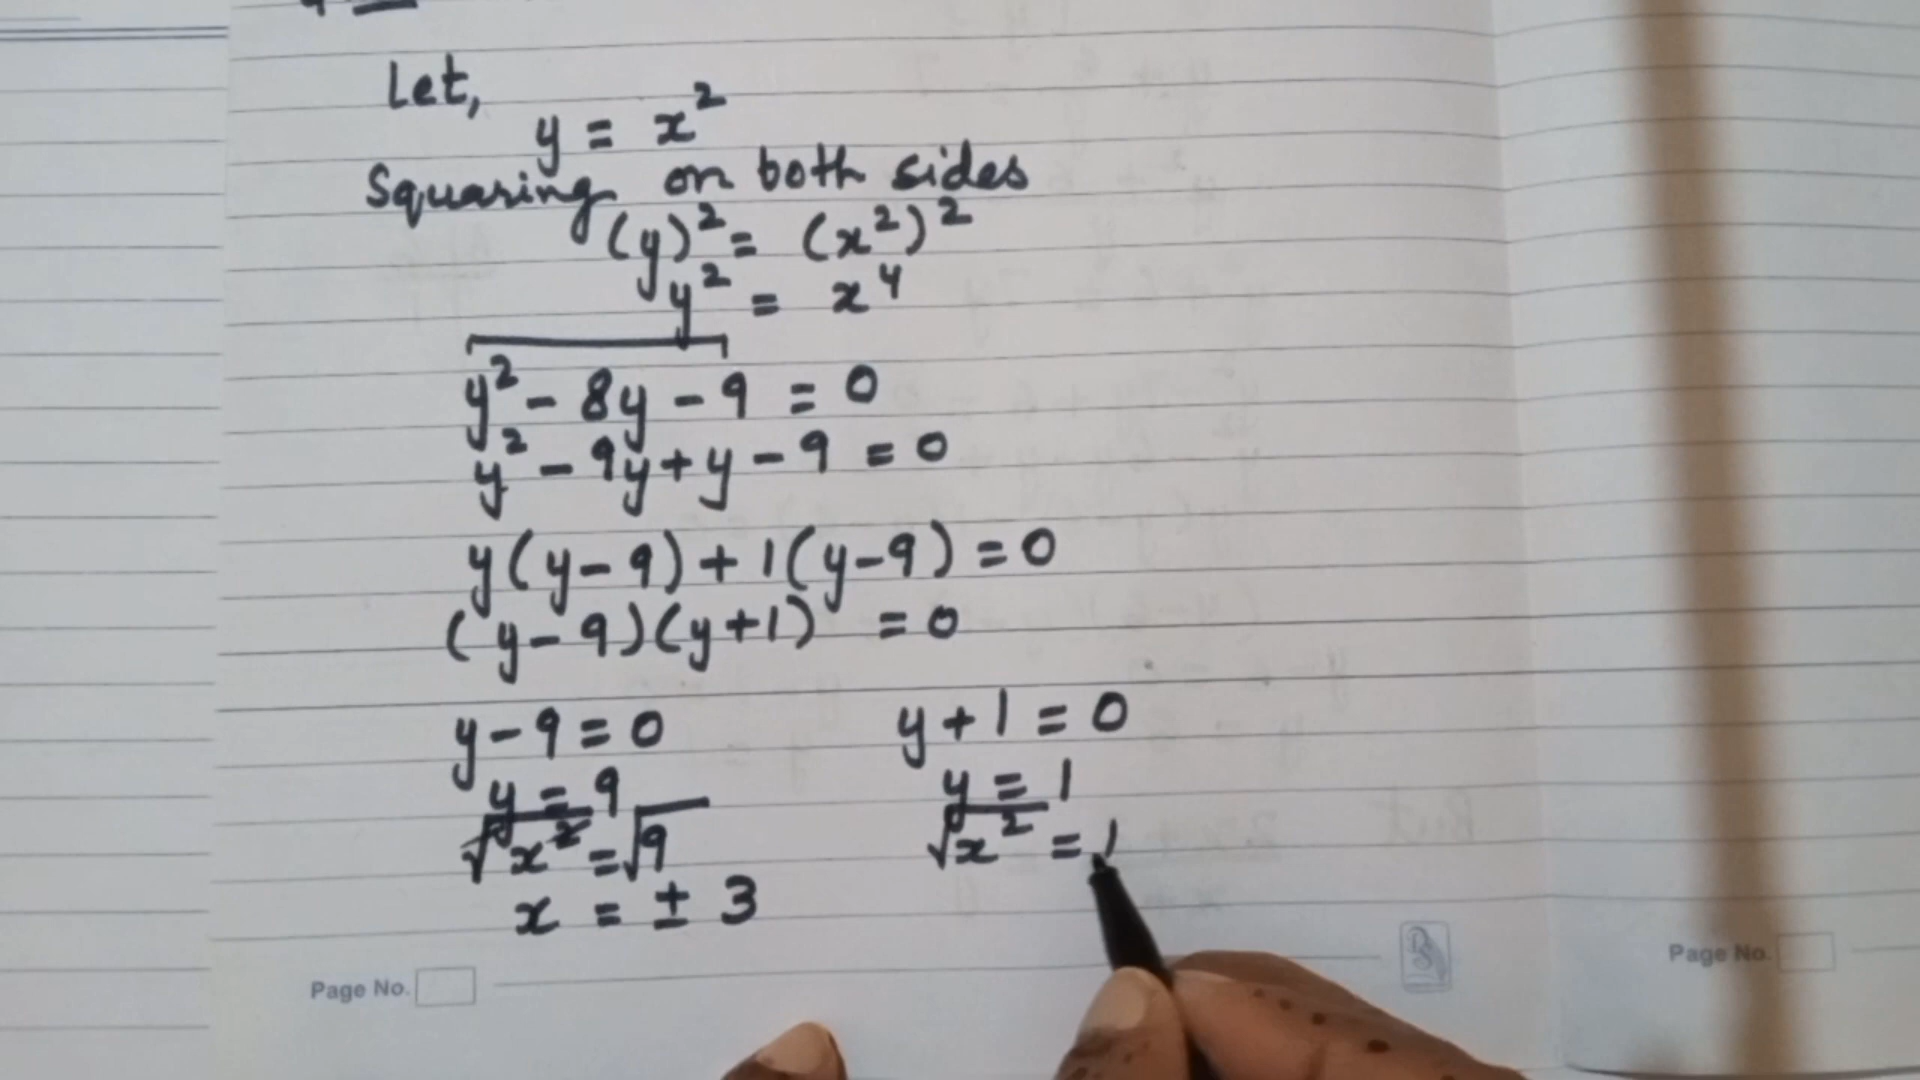 Let,
y = x²
Squaring on both sides
(y)² = (x²)²
y² = x⁴
y² - 8y - 9 = 0
y² - 9y + y - 9 = 0
y(y-9) + 1(y-9) = 0
(y-9)(y+1) = 0
y - 9 = 0 y + 1 = 0
y = 9 y = 1
√x² = √9 √x² = 1
x = ± 3
Page No.
Page No.